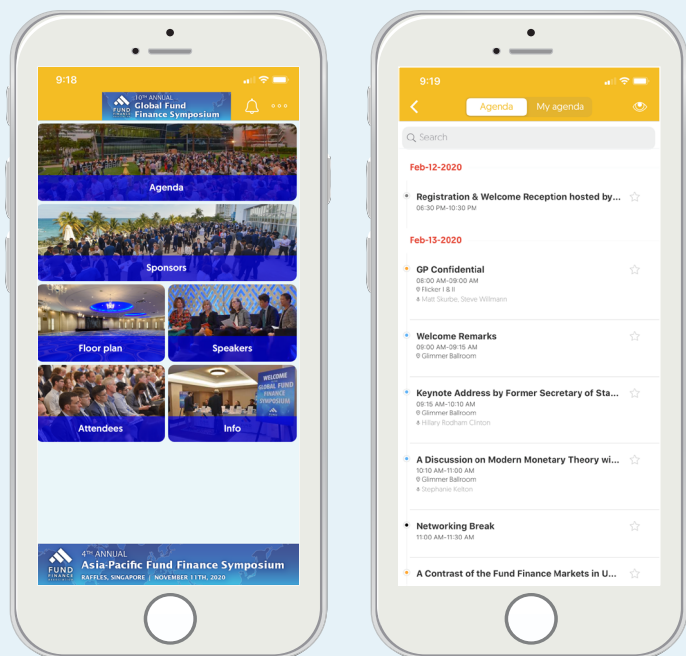 9:18
FUND
FINANCE
10TH ANNUAL
Global Fund
Finance Symposium
Agenda
Sponsors
Floor plan
Speakers
WELCOME
GLOBAL FUND
FINANCE
SYMPOSIUM
Attendees
Info
FUND
FINANCE
4TH ANNUAL
Asia-Pacific Fund Finance Symposium
RAFFLES, SINGAPORE | NOVEMBER 11TH, 2020
9:19
Agenda
My agenda
Search
Feb-12-2020
Registration & Welcome Reception hosted by...
06:30 PM-10:30 PM
Feb-13-2020
GP Confidential
08:00 AM-09:00 AM
Flicker I & II
Matt Skurbe, Steve Willmann
Welcome Remarks
09:00 AM-09:15 AM
Glimmer Ballroom
Keynote Address by Former Secretary of Sta...
09:15 AM-10:10 AM
Glimmer Ballroom
Hillary Rodham Clinton
A Discussion on Modern Monetary Theory wi...
10:10 AM-11:00 AM
Glimmer Ballroom
Stephanie Kelton
Networking Break
11:00 AM-11:30 AM
A Contrast of the Fund Finance Markets in U...